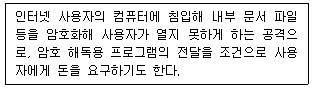 인터넷 사용자의 컴퓨터에 침입해 내부 문서 파일
등을 암호화해 사용자가 열지 못하게 하는 공격으
로, 암호 해독용 프로그램의 전달을 조건으로 사용
자에게 돈을 요구하기도 한다.